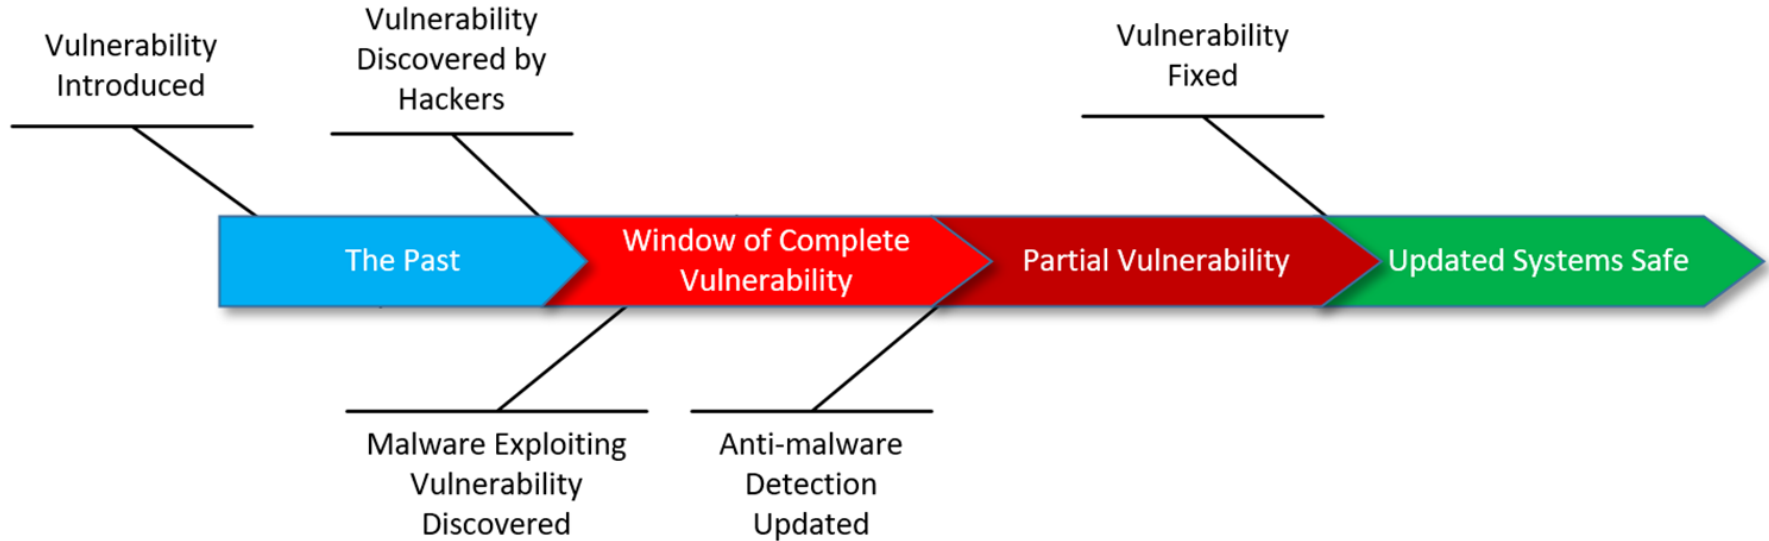 Vulnerability
Introduced
Vulnerability
Discovered by
Hackers
Vulnerability
Fixed
The Past
Window of Complete
Vulnerability
Partial Vulnerability
Updated Systems Safe
Malware Exploiting
Vulnerability
Discovered
Anti-malware
Detection
Updated